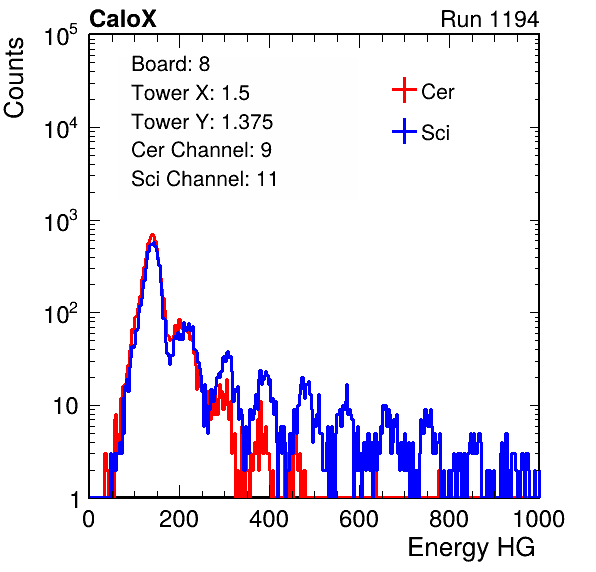 CaloX Run 1194
Counts
Board: 8
Tower X: 1.5
Tower Y: 1.375
Cer Channel: 9
Sci Channel: 11
Cer
Sci
10^5
10^4
10^3
10^2
10
1
0 200 400 600 800 1000
Energy HG